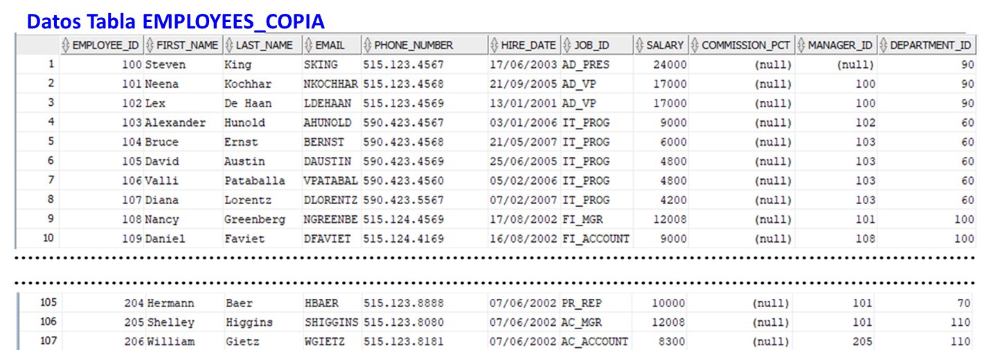 Datos Tabla EMPLOYEES_COPIA
EMPLOYEE_ID FIRST_NAME LAST_NAME EMAIL PHONE_NUMBER HIRE_DATE JOB_ID SALARY COMMISSION_PCT MANAGER_ID DEPARTMENT_ID
1 100 Steven King SKING 515.123.4567 17/06/2003 AD_PRES 24000 (null) (null) 90
2 101 Neena Kochhar NKOCHHAR 515.123.4568 21/09/2005 AD_VP 17000 (null) 100 90
3 102 Lex De Haan LDEHAAN 515.123.4569 13/01/2001 AD_VP 17000 (null) 100 90
4 103 Alexander Hunold AHUNOLD 590.423.4567 03/01/2006 IT_PROG 9000 (null) 102 60
5 104 Bruce Ernst BERNST 590.423.4568 21/05/2007 IT_PROG 6000 (null) 103 60
6 105 David Austin DAUSTIN 590.423.4569 25/06/2005 IT_PROG 4800 (null) 103 60
7 106 Valli Pataballa VPATABAL 590.423.4560 05/02/2006 IT_PROG 4800 (null) 103 60
8 107 Diana Lorentz DLORENTZ 590.423.5567 07/02/2007 IT_PROG 4200 (null) 103 60
9 108 Nancy Greenberg NGREENBE 515.124.4569 17/08/2002 FI_MGR 12008 (null) 101 100
10 109 Daniel Faviet DFAVIET 515.124.4169 16/08/2002 FI_ACCOUNT 9000 (null) 108 100
105 204 Hermann Baer HBAER 515.123.8888 07/06/2002 PR_REP 10000 (null) 101 70
106 205 Shelley Higgins SHIGGINS 515.123.8080 07/06/2002 AC_MGR 12008 (null) 101 110
107 206 William Gietz WGIETZ 515.123.8181 07/06/2002 AC_ACCOUNT 8300 (null) 205 110